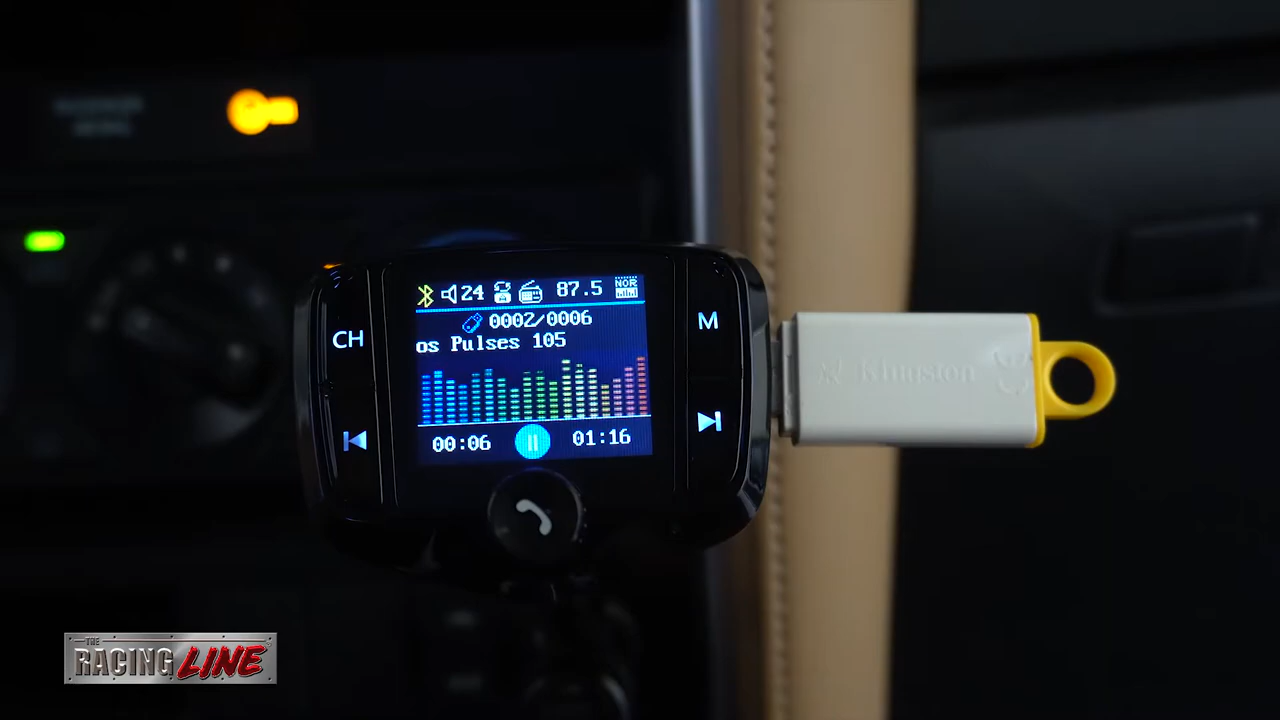 24 87.5 NOR
CH
M
0002/0006
os Pulses 105
00:06 01:16
Kingston
THE
RACING LINE